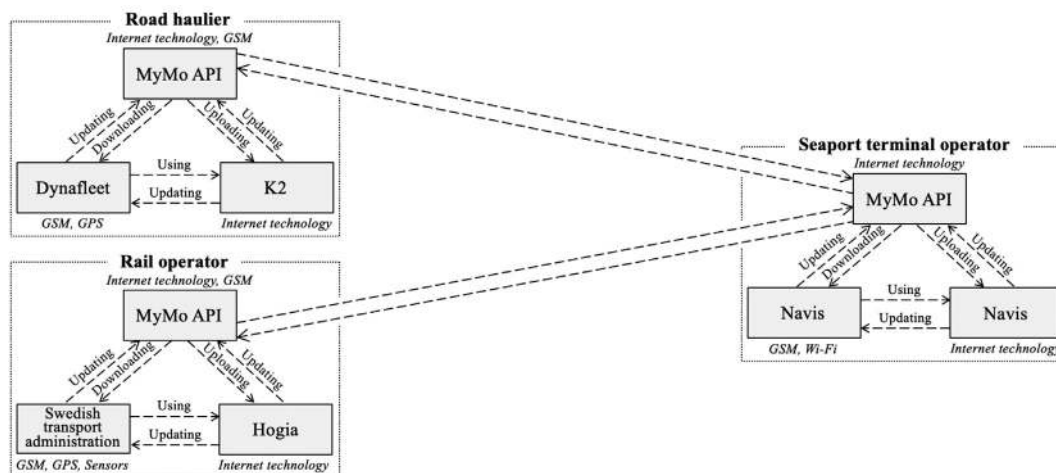 Road haulier
Internet technology, GSM
MyMo API
Updating
Downloading
Uploading
Updating
Dynafleet
Using
Updating
K2
GSM, GPS
Internet technology
Rail operator
Internet technology, GSM
MyMo API
Updating
Downloading
Uploading
Updating
Swedish
transport
administration
Using
Updating
Hogia
GSM, GPS, Sensors
Internet technology
Seaport terminal operator
Internet technology
MyMo API
Updating
Downloading
Uploading
Updating
Navis
Using
Updating
Navis
GSM, Wi-Fi
Internet technology